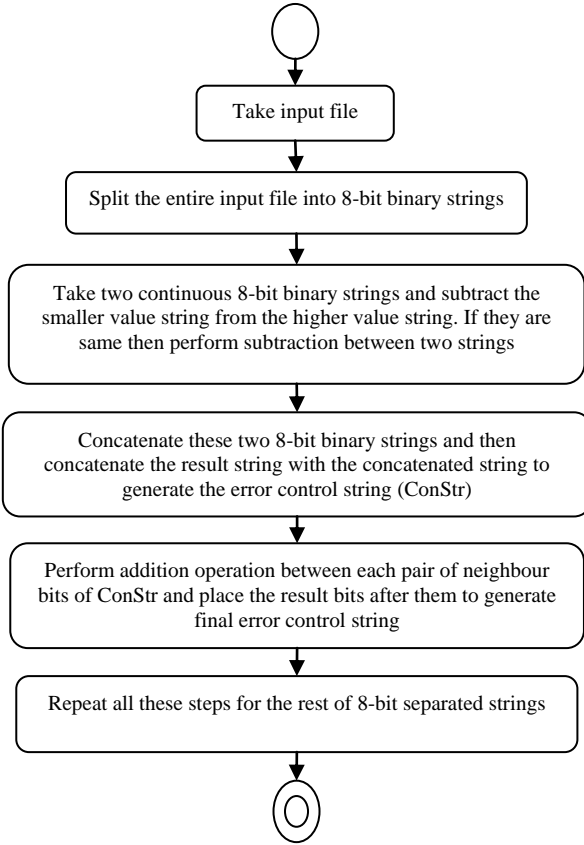 Take input file
Split the entire input file into 8-bit binary strings
Take two continuous 8-bit binary strings and subtract the
smaller value string from the higher value string. If they are
same then perform subtraction between two strings
Concatenate these two 8-bit binary strings and then
concatenate the result string with the concatenated string to
generate the error control string (ConStr)
Perform addition operation between each pair of neighbour
bits of ConStr and place the result bits after them to generate
final error control string
Repeat all these steps for the rest of 8-bit separated strings